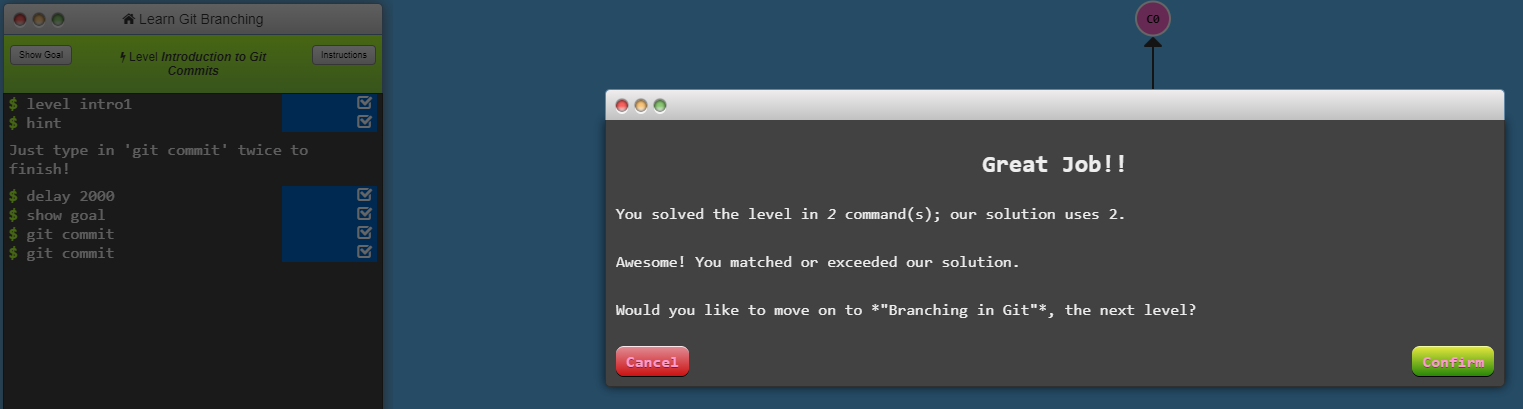 Learn Git Branching
Show Goal
Level Introduction to Git
Commits
Instructions
$ level intro1
$ hint
Just type in 'git commit' twice to
finish!
$ delay 2000
$ show goal
$ git commit
$ git commit
C0
Great Job!!
You solved the level in 2 command(s); our solution uses 2.
Awesome! You matched or exceeded our solution.
Would you like to move on to *"Branching in Git"*, the next level?
Cancel
Confirm